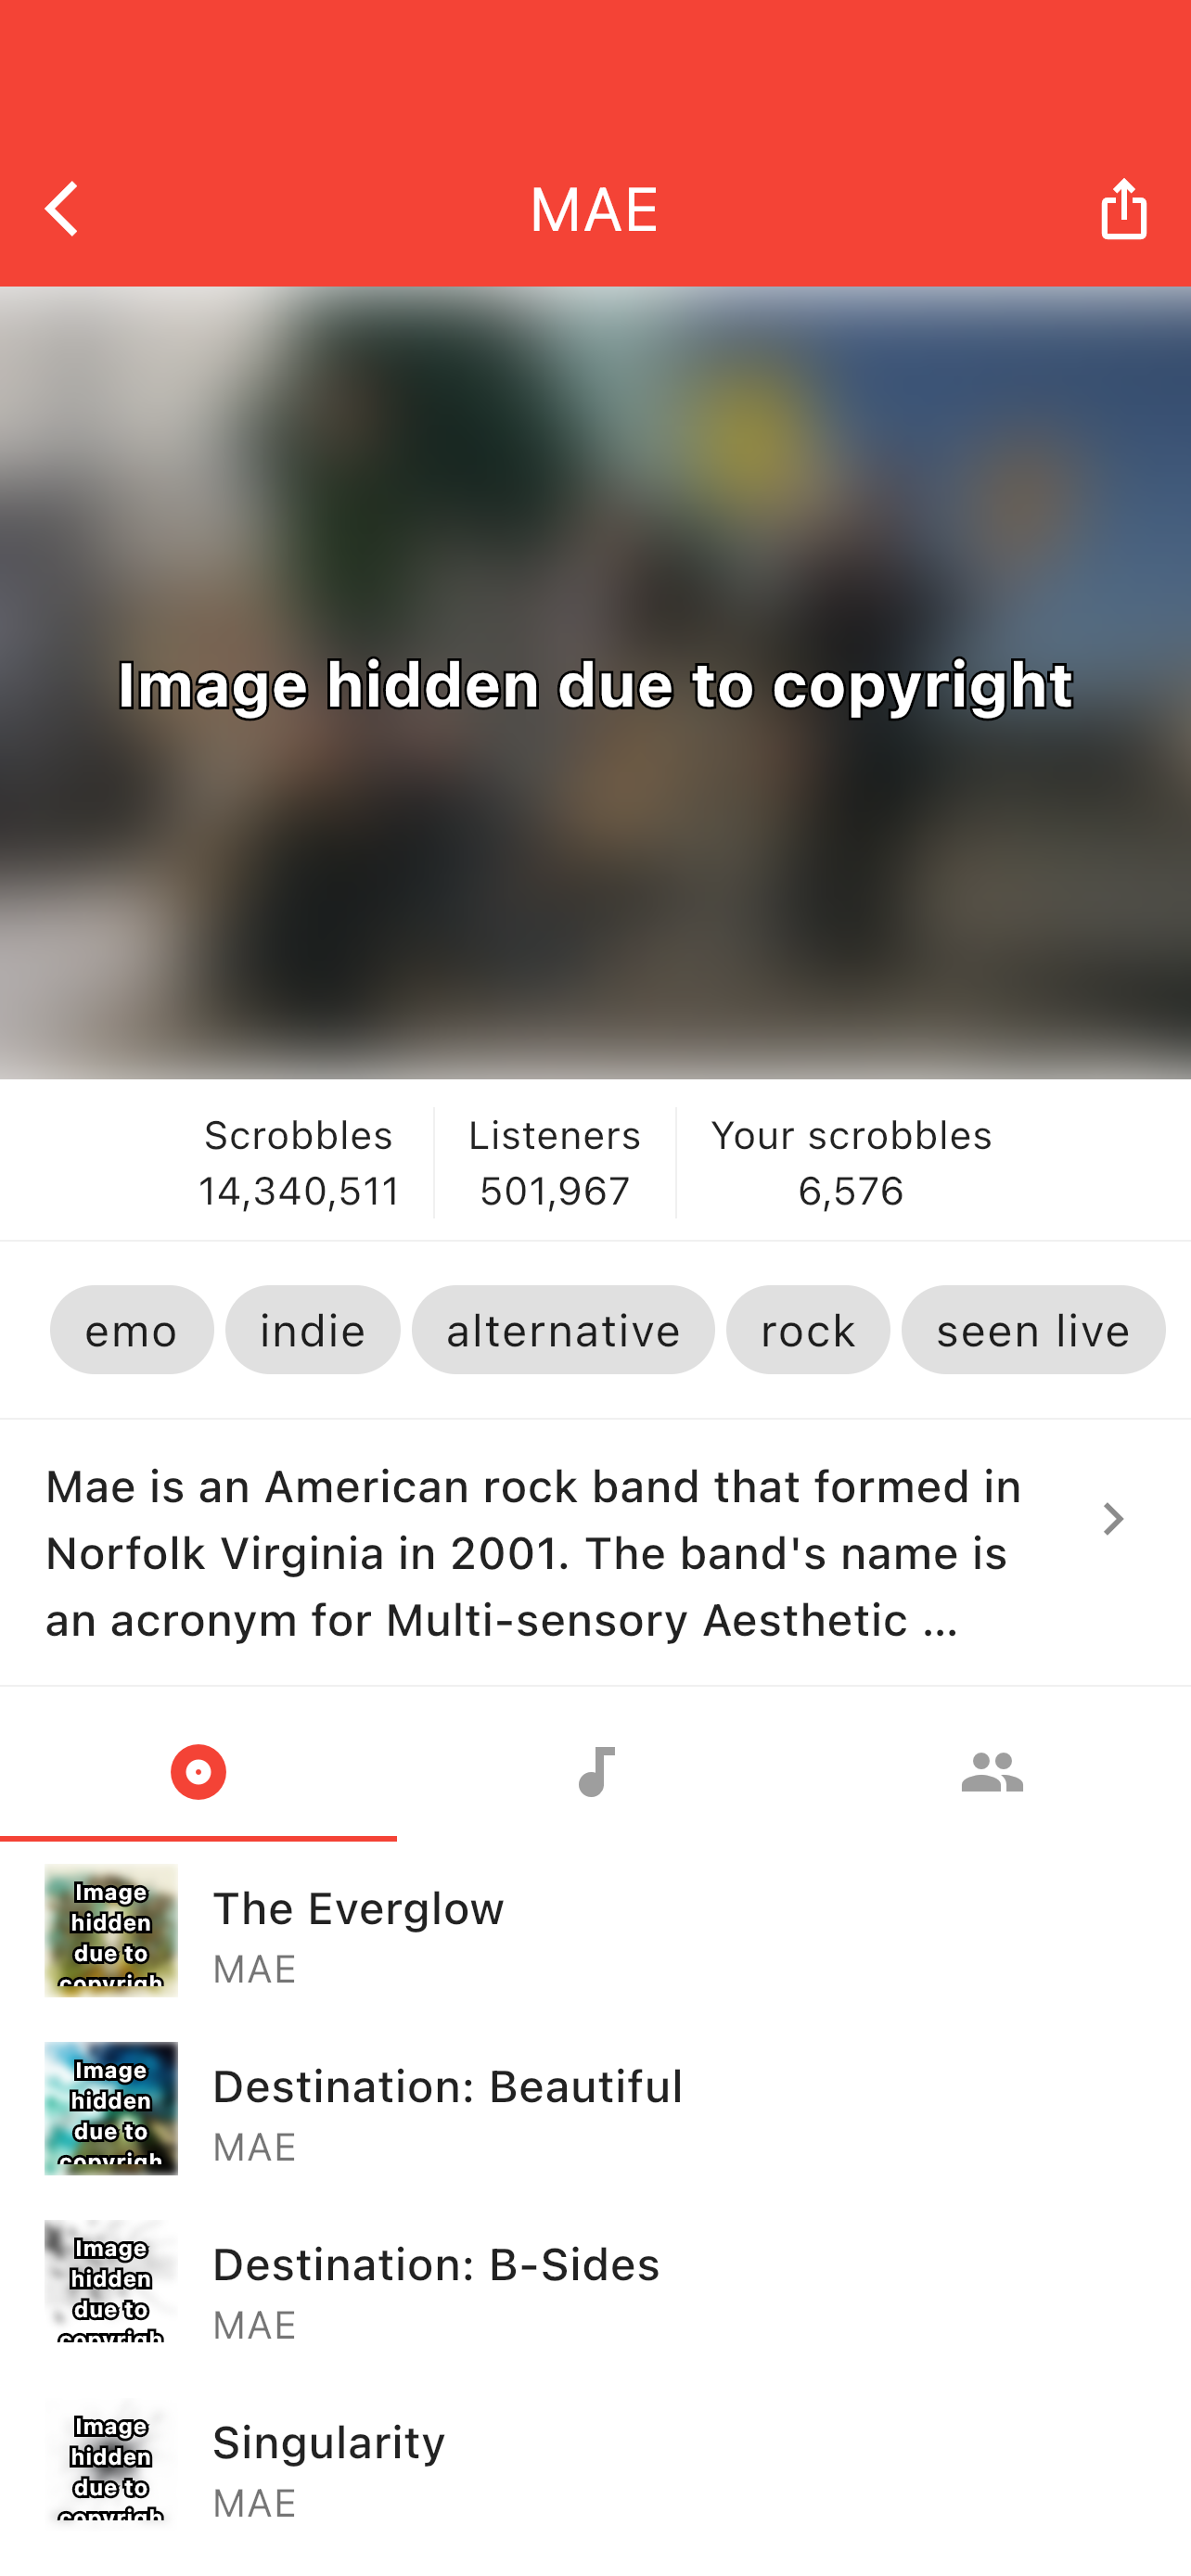 MAE
Image hidden due to copyright
Scrobbles
14,340,511
Listeners
501,967
Your scrobbles
6,576
emo
indie
alternative
rock
seen live
Mae is an American rock band that formed in
Norfolk Virginia in 2001. The band's name is
an acronym for Multi-sensory Aesthetic ...
Image
hidden
due to
copyrigh
The Everglow
MAE
Image
hidden
due to
copyrigh
Destination: Beautiful
MAE
Image
hidden
due to
copyrigh
Destination: B-Sides
MAE
Image
hidden
due to
copyrigh
Singularity
MAE